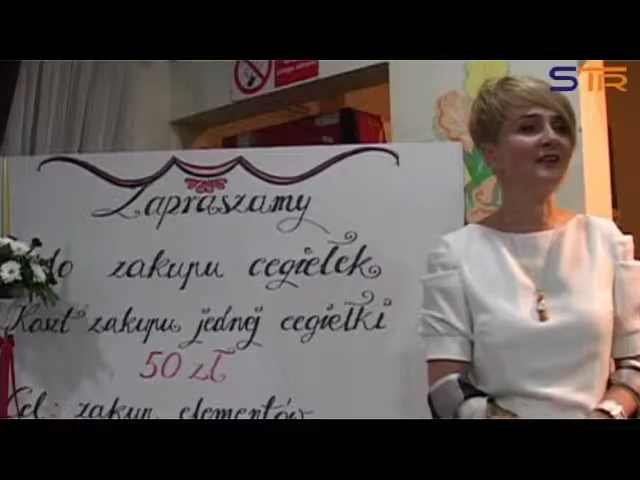 STR
Zapraszamy
do zakupu cegiełek
Koszt zakupu jednej cegiełki
50 zł
Cel: zakup elementów